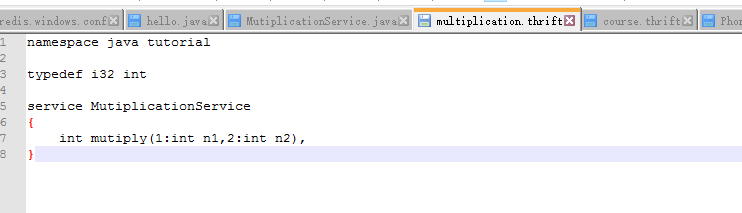 redis.windows.conf hello.java MutiplicationService.java multiplication.thrift course.thrift Phon
1 namespace java tutorial
2
3 typedef i32 int
4
5 service MutiplicationService
6 {
7 int mutiply(1:int n1,2:int n2),
8 }